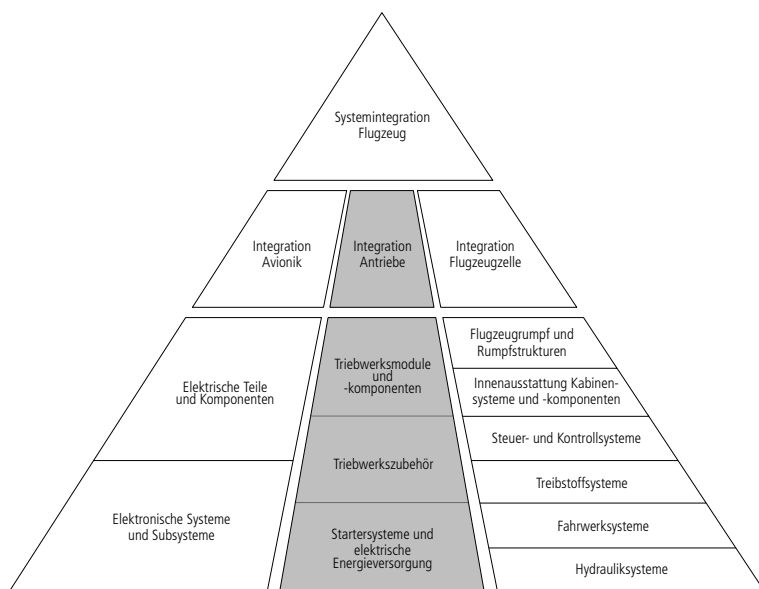 Systemintegration
Flugzeug
Integration
Avionik
Integration
Antriebe
Integration
Flugzeugzelle
Elektrische Teile
und Komponenten
Elektronische Systeme
und Subsysteme
Triebwerksmodule
und
-komponenten
Triebwerkszubehör
Startersysteme und
elektrische
Energieversorgung
Flugzeugrumpf und
Rumpfstrukturen
Innenausstattung Kabinen-
systeme und -komponenten
Steuer- und Kontrollsysteme
Treibstoffsysteme
Fahrwerksysteme
Hydrauliksysteme